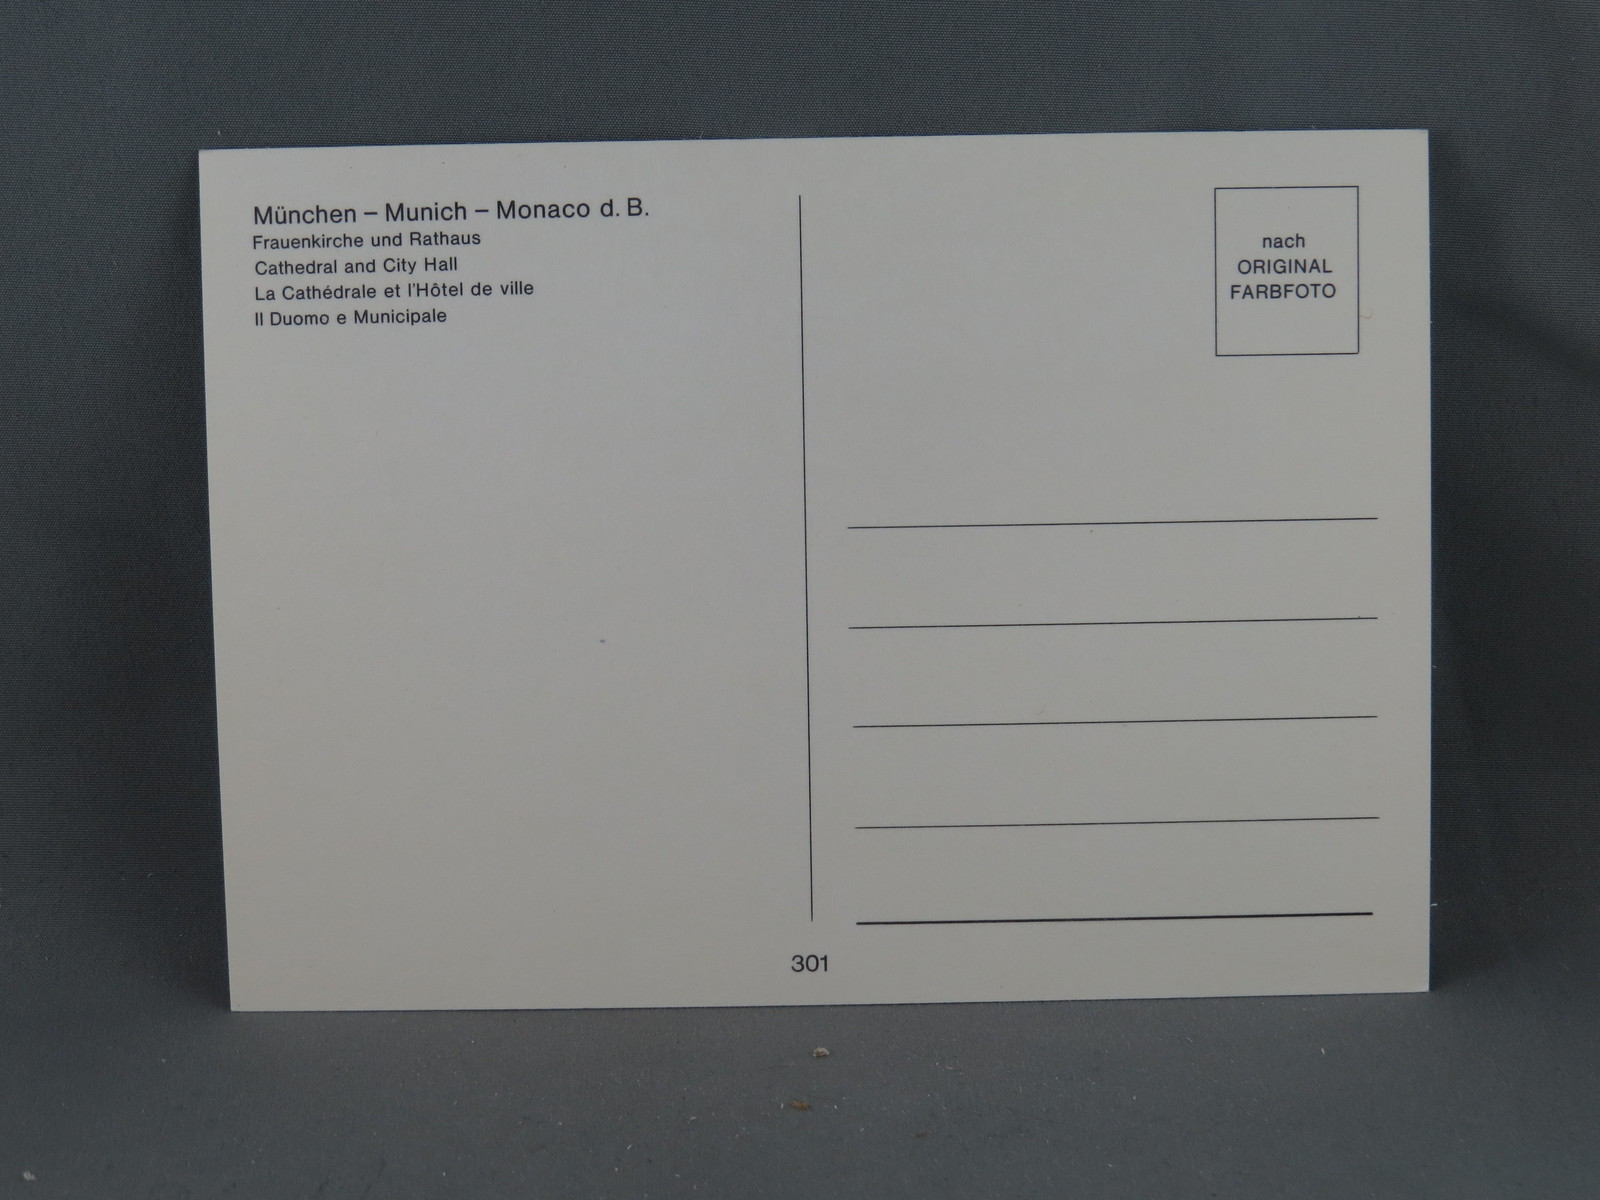 München – Munich – Monaco d. B.
Frauenkirche und Rathaus
Cathedral and City Hall
La Cathédrale et l'Hôtel de ville
Il Duomo e Municipale
nach
ORIGINAL
FARBFOTO
301